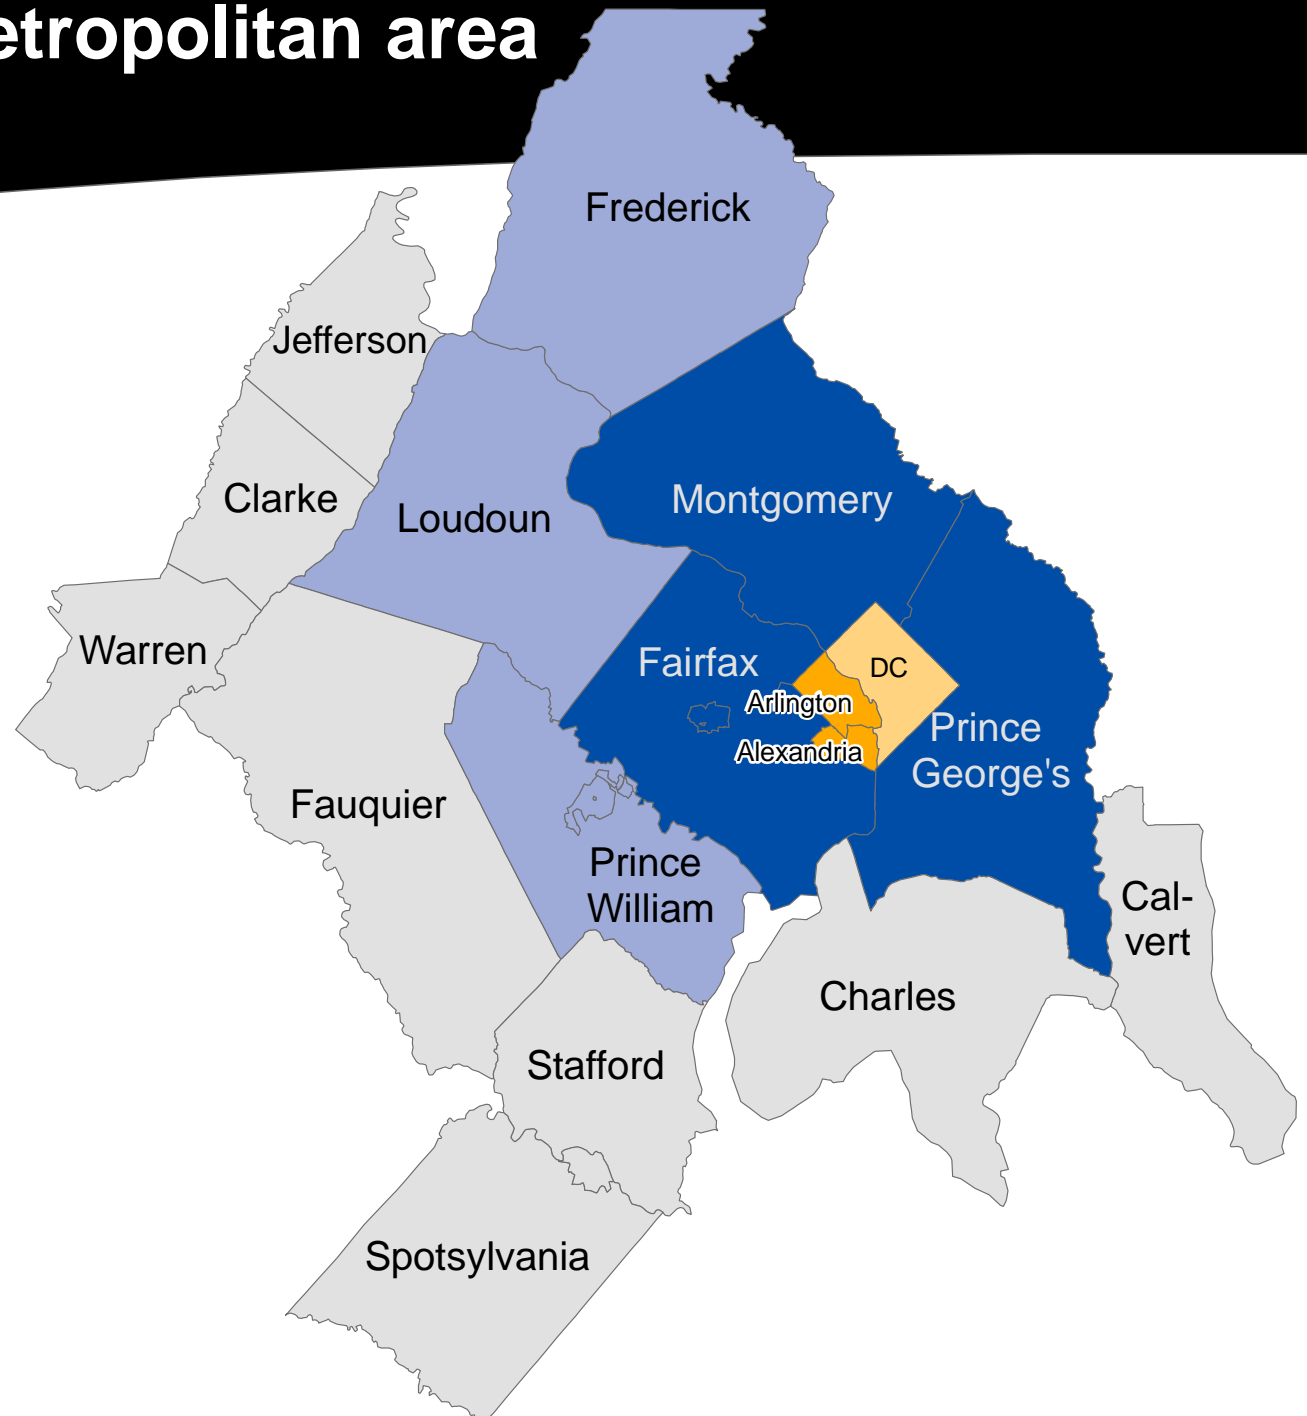 etropolitan area
Frederick
Jefferson
Clarke
Loudoun
Montgomery
Warren
Fairfax
DC
Arlington
Prince
George's
Alexandria
Fauquier
Prince
William
Cal-
vert
Charles
Stafford
Spotsylvania